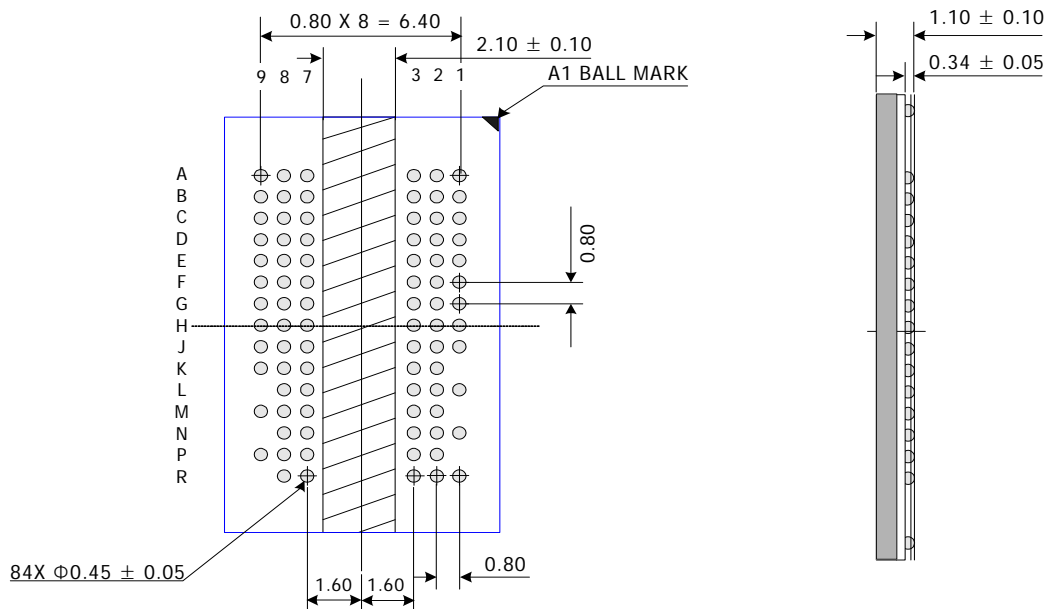 0.80 X 8 = 6.40
1.10 ± 0.10
2.10 ± 0.10
0.34 ± 0.05
9 8 7 3 2 1
A1 BALL MARK
A
B
C
D
E
F
G
H
J
K
L
M
N
P
R
0.80
84X Φ0.45 ± 0.05
1.60
1.60
0.80